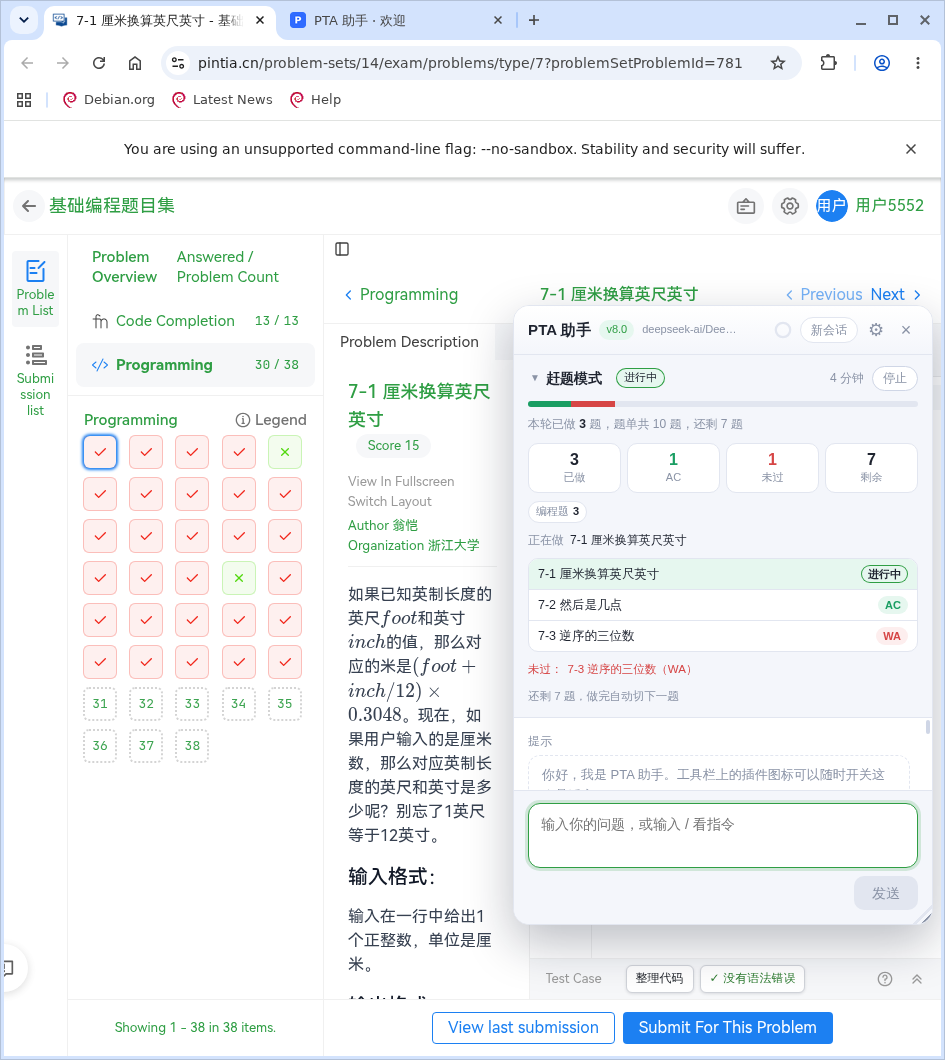 7-1 厘米换算英尺英寸 - 基础
PTA 助手 · 欢迎
pintia.cn/problem-sets/14/exam/problems/type/7?problemSetProblemId=781
Debian.org
Latest News
Help
You are using an unsupported command-line flag: --no-sandbox. Stability and security will suffer.
基础编程题目集
用户
用户5552
Proble
m List
Submi
ssion
list
Problem
Overview
Answered /
Problem Count
Code Completion
13 / 13
Programming
30 / 38
Programming
Legend
31
32
33
34
35
36
37
38
Showing 1 - 38 in 38 items.
Programming
7-1 厘米换算英尺英寸
Previous
Next
Problem Description
7-1 厘米换算英尺
英寸
Score 15
View In Fullscreen
Switch Layout
Author 翁恺
Organization 浙江大学
如果已知英制长度的
英尺foot和英寸
inch的值，那么对
应的米是(foot +
inch/12) ×
0.3048。现在，如
果用户输入的是厘米
数，那么对应英制长
度的英尺和英寸是多
少呢？别忘了1英尺
等于12英寸。
输入格式：
输入在一行中给出1
个正整数，单位是厘
米。
PTA 助手
v8.0
deepseek-ai/Dee…
新会话
赶题模式
进行中
4 分钟
停止
本轮已做 3 题，题单共 10 题，还剩 7 题
3
已做
1
AC
1
未过
7
剩余
编程题 3
正在做 7-1 厘米换算英尺英寸
7-1 厘米换算英尺英寸
进行中
7-2 然后是几点
AC
7-3 逆序的三位数
WA
未过： 7-3 逆序的三位数（WA）
还剩 7 题，做完自动切下一题
提示
你好，我是 PTA 助手。工具栏上的插件图标可以随时开关这
输入你的问题，或输入 / 看指令
发送
Test Case
整理代码
✓ 没有语法错误
View last submission
Submit For This Problem